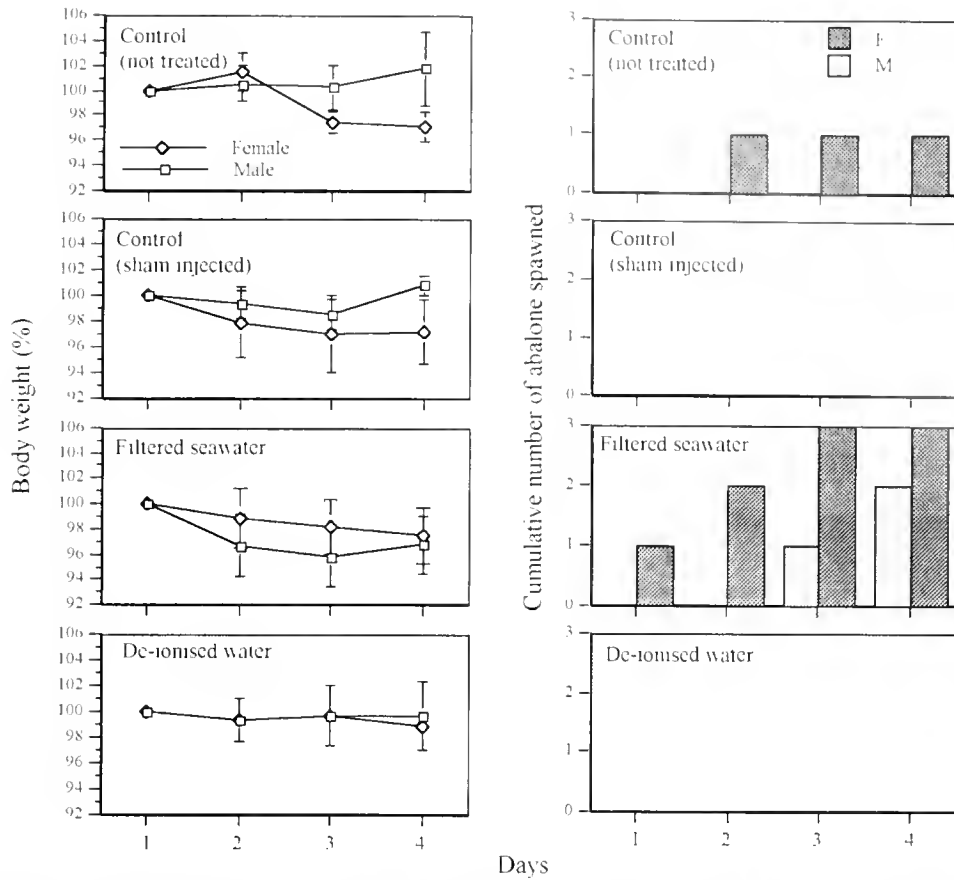 Body weight (%)
106
104
102
100
98
96
94
92
Control
(not treated)
Female
Male
106
104
102
100
98
96
94
92
Control
(sham injected)
106
104
102
100
98
96
94
92
Filtered seawater
106
104
102
100
98
96
94
92
De-ionised water
1
2
3
4
Cumulative number of abalone spawned
3
2
1
0
Control
(not treated)
F
M
3
2
1
0
Control
(sham injected)
3
2
1
0
Filtered seawater
3
2
1
0
De-ionised water
1
2
3
4
Days